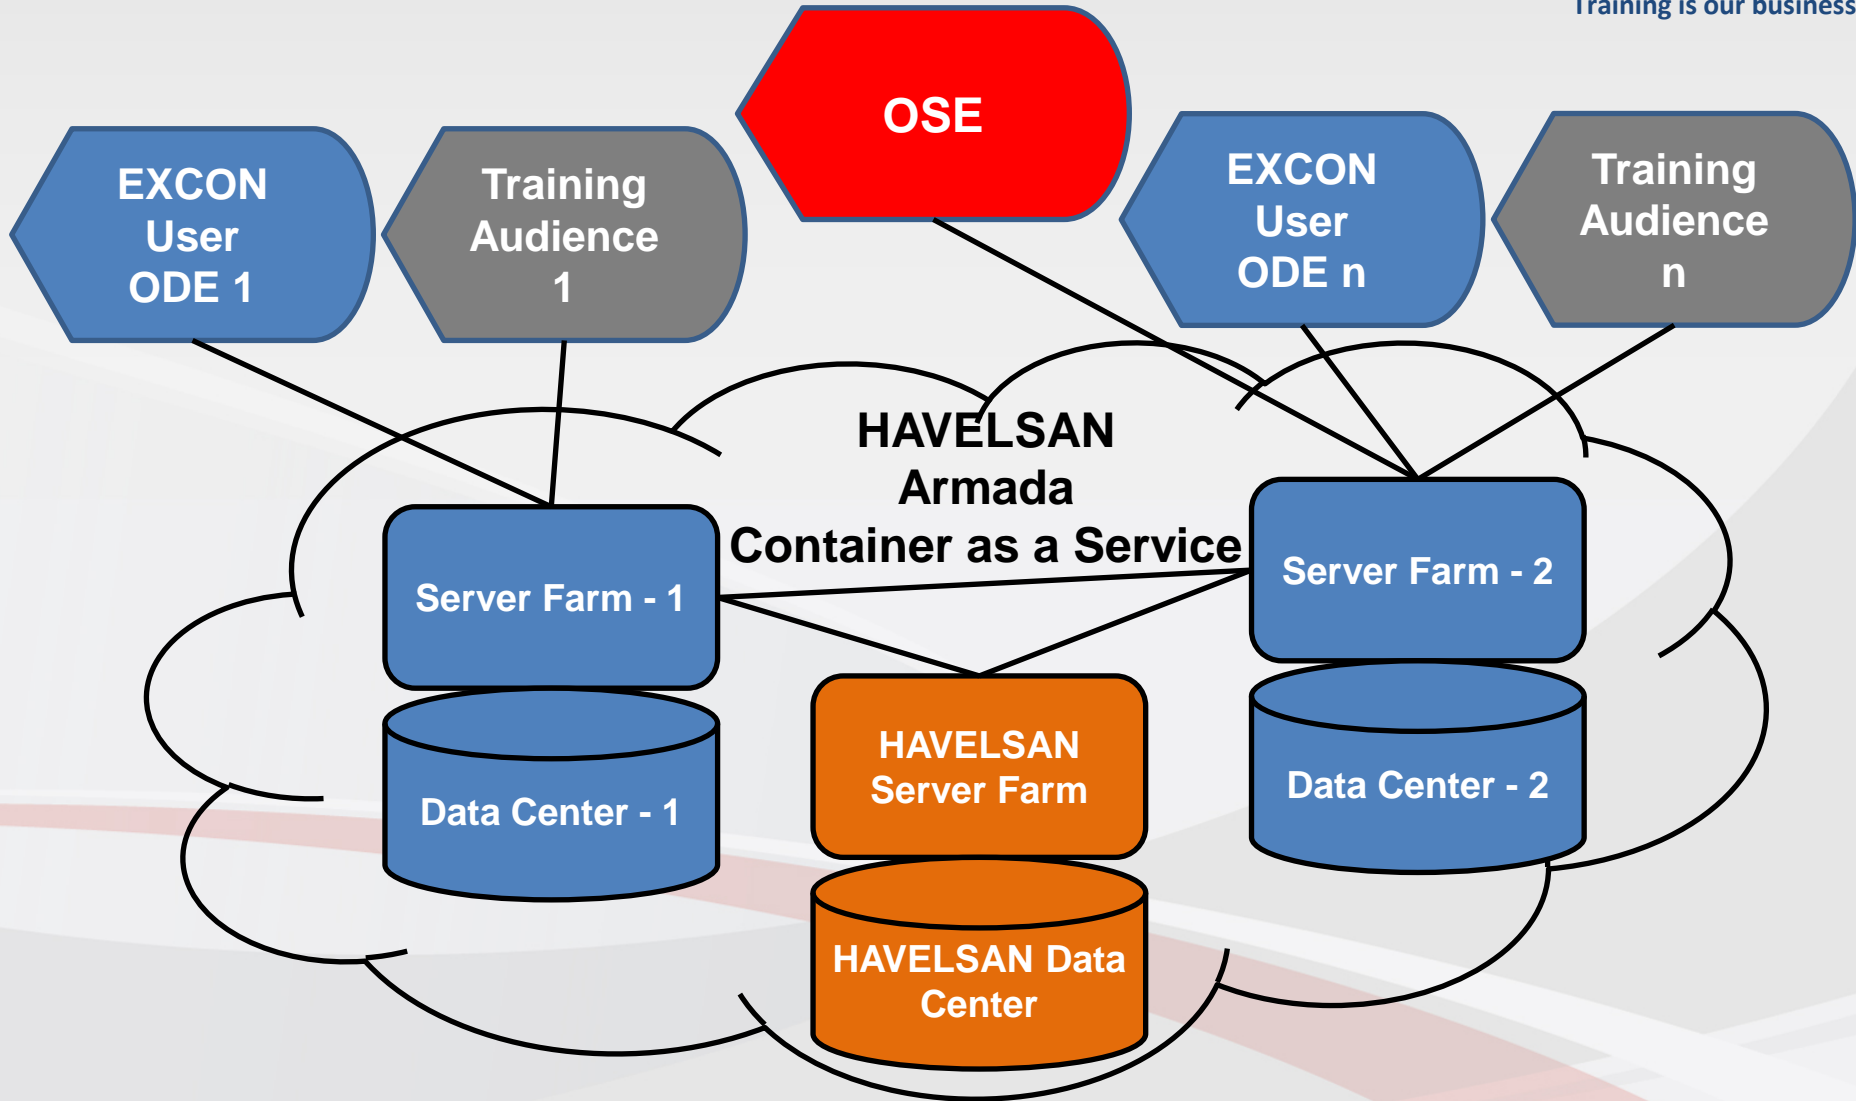 Training is our business
OSE
EXCON
User
ODE 1
Training
Audience
1
EXCON
User
ODE n
Training
Audience
n
HAVELSAN
Armada
Container as a Service
Server Farm - 1
Server Farm - 2
Data Center - 1
HAVELSAN
Server Farm
Data Center - 2
HAVELSAN Data
Center